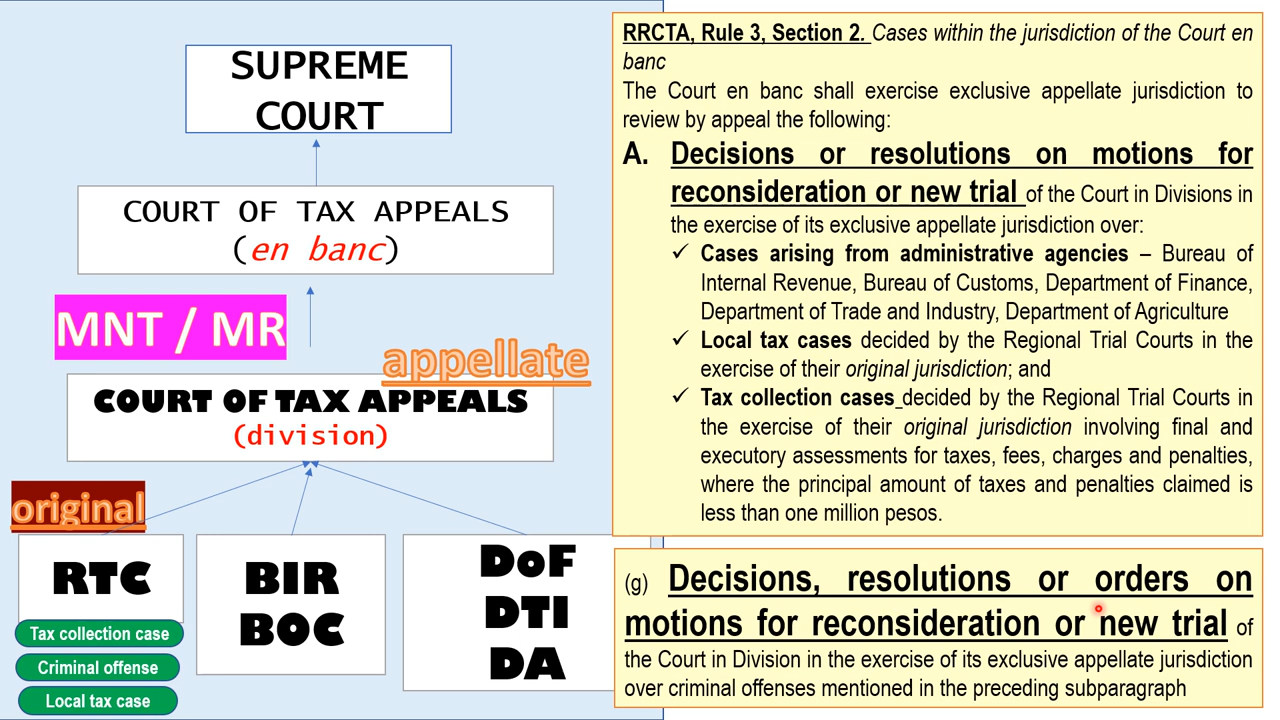 SUPREME
COURT
COURT OF TAX APPEALS
(en banc)
MNT / MR
appellate
COURT OF TAX APPEALS
(division)
original
RTC
Tax collection case
Criminal offense
Local tax case
BIR
BOC
DoF
DTI
DA
RRCTA, Rule 3, Section 2. Cases within the jurisdiction of the Court en
banc
The Court en banc shall exercise exclusive appellate jurisdiction to
review by appeal the following:
A. Decisions or resolutions on motions for
reconsideration or new trial of the Court in Divisions in
the exercise of its exclusive appellate jurisdiction over:
✓ Cases arising from administrative agencies – Bureau of
Internal Revenue, Bureau of Customs, Department of Finance,
Department of Trade and Industry, Department of Agriculture
✓ Local tax cases decided by the Regional Trial Courts in the
exercise of their original jurisdiction; and
✓ Tax collection cases decided by the Regional Trial Courts in
the exercise of their original jurisdiction involving final and
executory assessments for taxes, fees, charges and penalties,
where the principal amount of taxes and penalties claimed is
less than one million pesos.
(g) Decisions, resolutions or orders on
motions for reconsideration or new trial of
the Court in Division in the exercise of its exclusive appellate jurisdiction
over criminal offenses mentioned in the preceding subparagraph